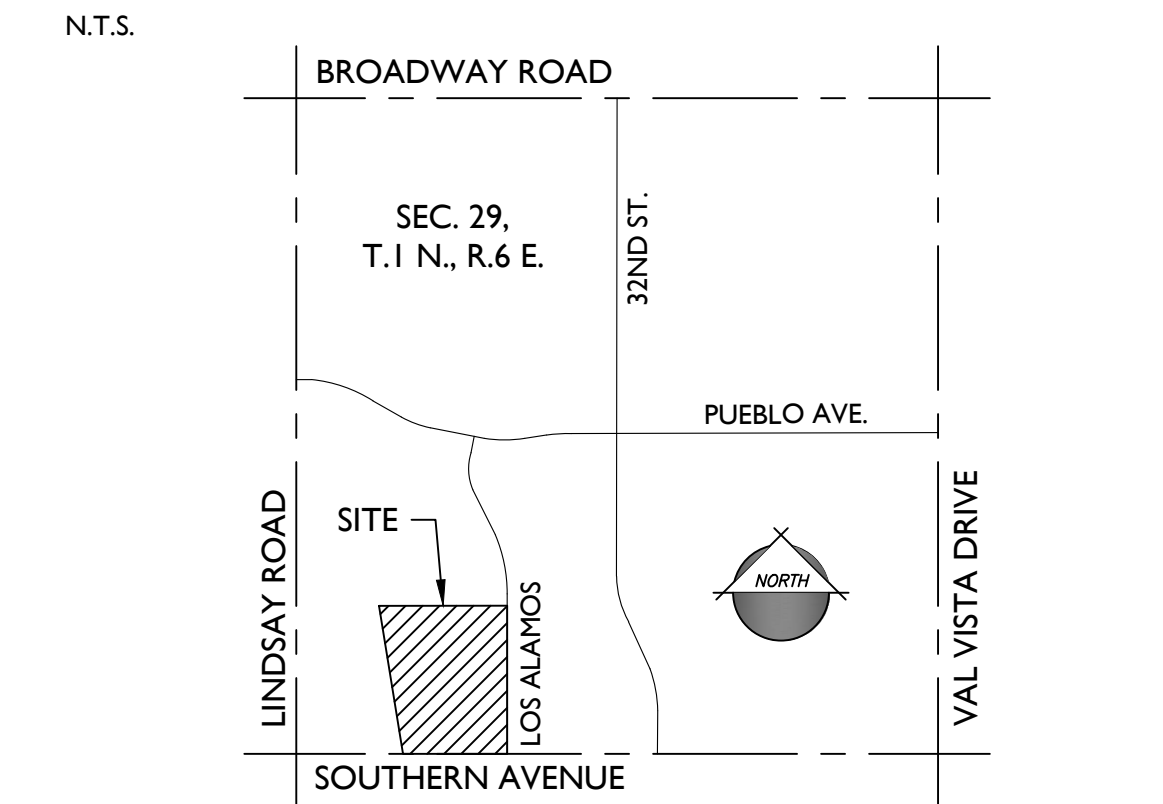 N.T.S.
BROADWAY ROAD
SEC. 29,
T.1 N., R.6 E.
32ND ST.
PUEBLO AVE.
SITE
LINDSAY ROAD
LOS ALAMOS
NORTH
VAL VISTA DRIVE
SOUTHERN AVENUE